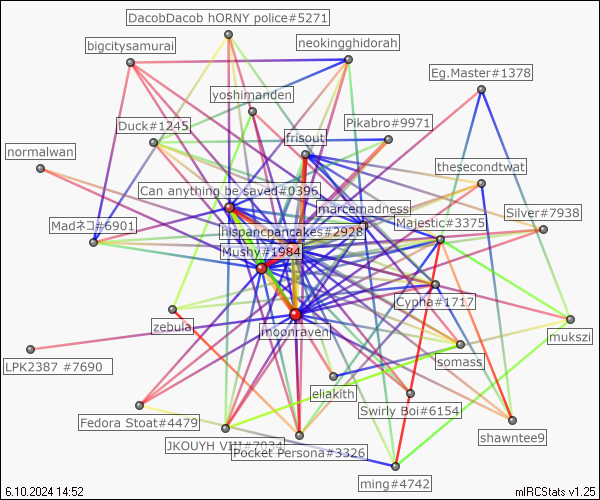 DacobDacob hORNY police#5271
bigcitysamurai
neokingghidorah
Eg.Master#1378
yoshimanden
Pikabro#9971
Duck#1245
frisout
normalwan
thesecondtwat
Can anything be saved#0396
marcemadness
Silver#7938
Madネコ#6901
hispancpancakes#2928
Majestic#3375
Mushy#1984
Cypha#1717
zebula
moonraven
mukszi
LPK2387 #7690
somass
eliakith
Swirly Boi#6154
Fedora Stoat#4479
shawntee9
JKOUYH VIII#7034
Pocket Persona#3326
ming#4742
6.10.2024 14:52
mIRCStats v1.25